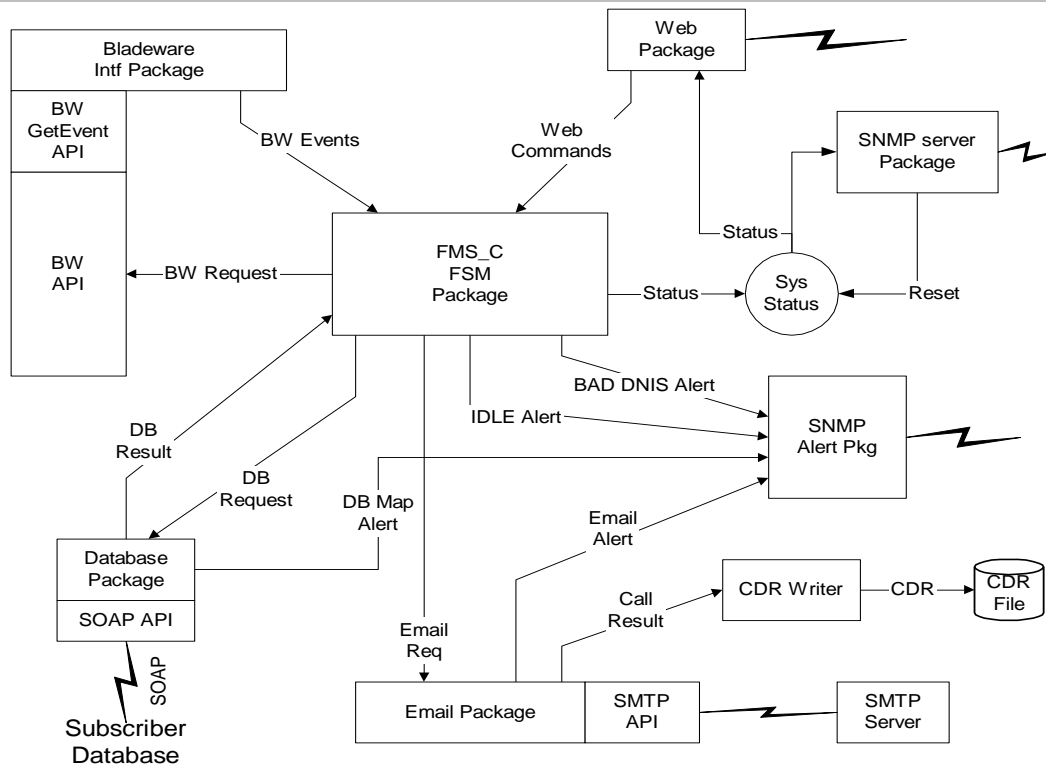 Bladeware
Intf Package
BW
GetEvent
API
BW
API
BW Events
Web
Package
Web
Commands
SNMP server
Package
Status
Sys
Status
Reset
FMS_C
FSM
Package
BW Request
Status
BAD DNIS Alert
IDLE Alert
SNMP
Alert Pkg
DB
Result
DB
Request
DB Map
Alert
Email
Alert
Database
Package
SOAP API
SOAP
Subscriber
Database
Email
Req
Call
Result
CDR Writer
CDR
CDR
File
Email Package
SMTP
API
SMTP
Server